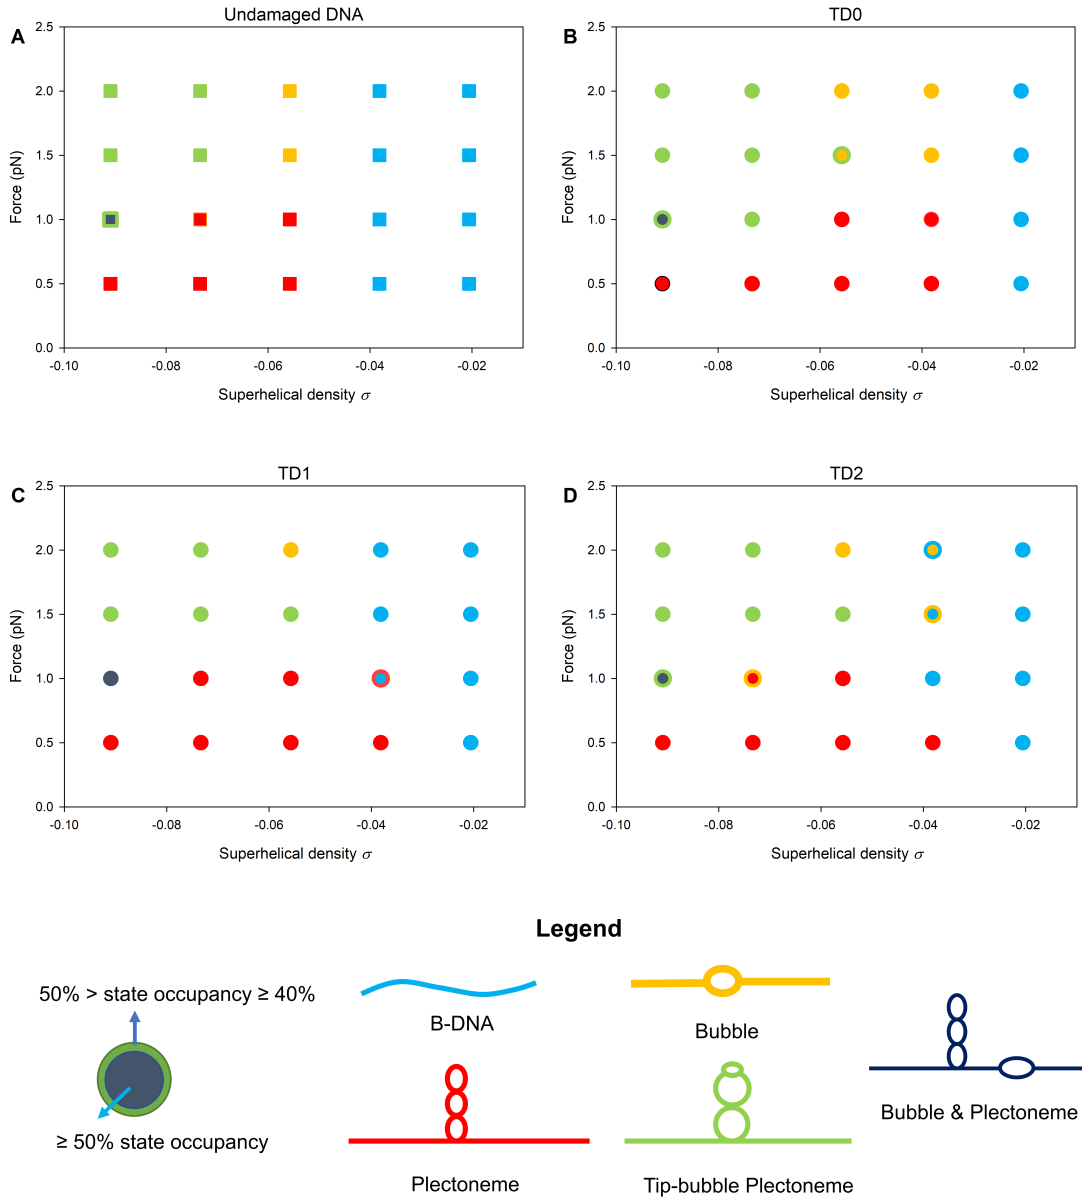 A
Undamaged DNA
2.5
2.0
1.5
1.0
0.5
0.0
Force (pN)
-0.10
-0.08
-0.06
-0.04
-0.02
Superhelical density σ
B
TD0
2.5
2.0
1.5
1.0
0.5
0.0
Force (pN)
-0.10
-0.08
-0.06
-0.04
-0.02
Superhelical density σ
C
TD1
2.5
2.0
1.5
1.0
0.5
0.0
Force (pN)
-0.10
-0.08
-0.06
-0.04
-0.02
Superhelical density σ
D
TD2
2.5
2.0
1.5
1.0
0.5
0.0
Force (pN)
-0.10
-0.08
-0.06
-0.04
-0.02
Superhelical density σ
Legend
50% > state occupancy ≥ 40%
≥ 50% state occupancy
B-DNA
Bubble
Plectoneme
Tip-bubble Plectoneme
Bubble & Plectoneme